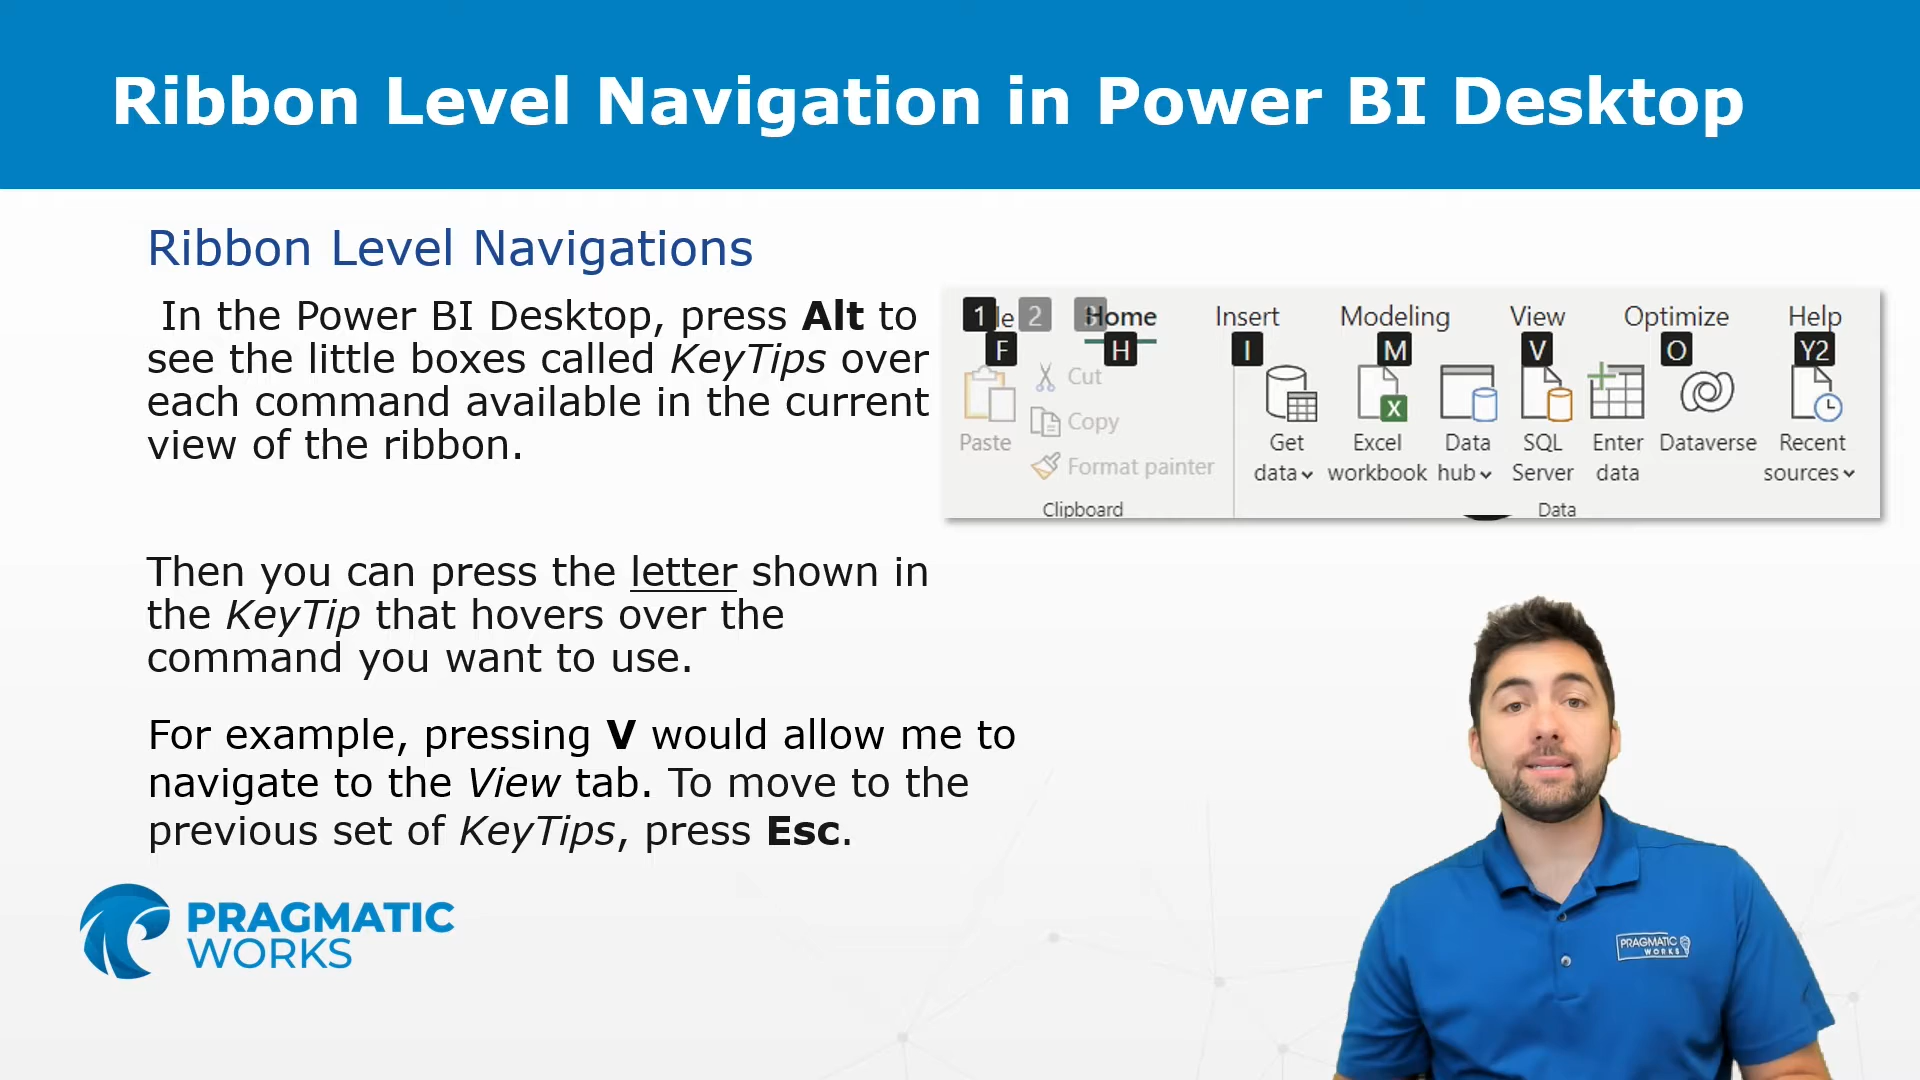 Ribbon Level Navigation in Power BI Desktop
Ribbon Level Navigations
In the Power BI Desktop, press Alt to
see the little boxes called KeyTips over
each command available in the current
view of the ribbon.
Then you can press the letter shown in
the KeyTip that hovers over the
command you want to use.
For example, pressing V would allow me to
navigate to the View tab. To move to the
previous set of KeyTips, press Esc.
1 le 2 Home Insert Modeling View Optimize Help
F H I M V O Y2
Cut
Copy
Format painter
Paste
Clipboard
Get
data
Excel
workbook
Data
hub
SQL
Server
Enter
data
Dataverse
Recent
sources
Data
PRAGMATIC
WORKS
PRAGMATIC
WORKS